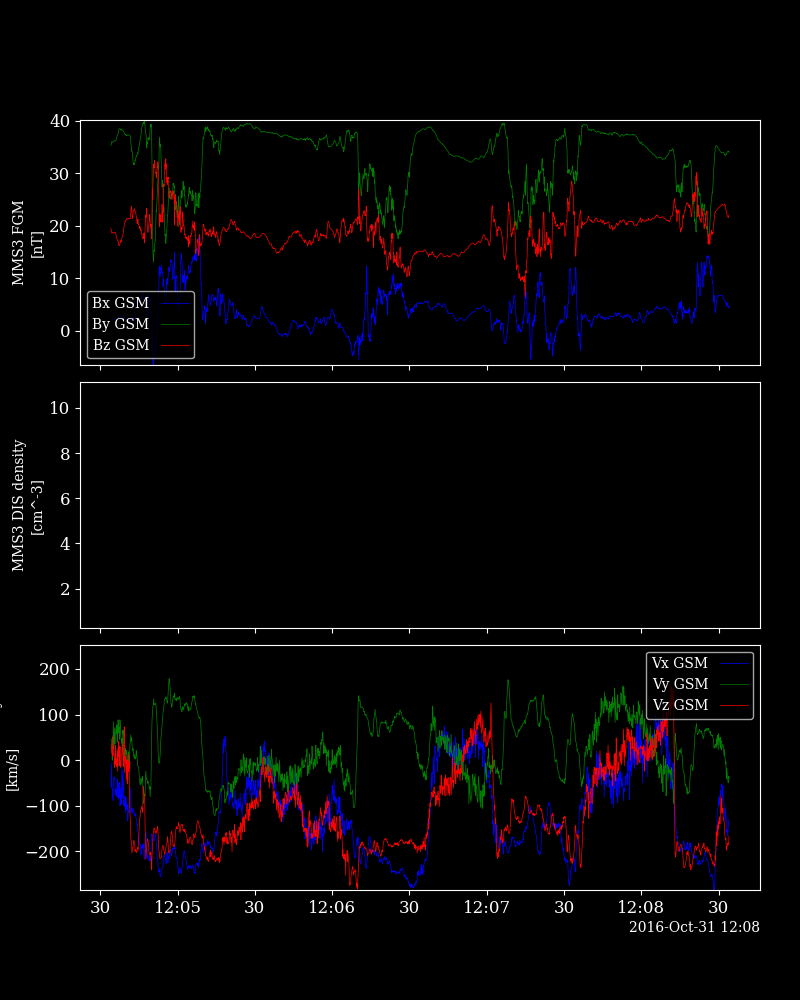 40
30
20
10
0
MMS3 FGM
[nT]
Bx GSM
By GSM
Bz GSM
10
8
6
4
2
MMS3 DIS density
[cm^-3]
200
100
0
−100
−200
[km/s]
Vx GSM
Vy GSM
Vz GSM
30 12:05 30 12:06 30 12:07 30 12:08 30
2016-Oct-31 12:08